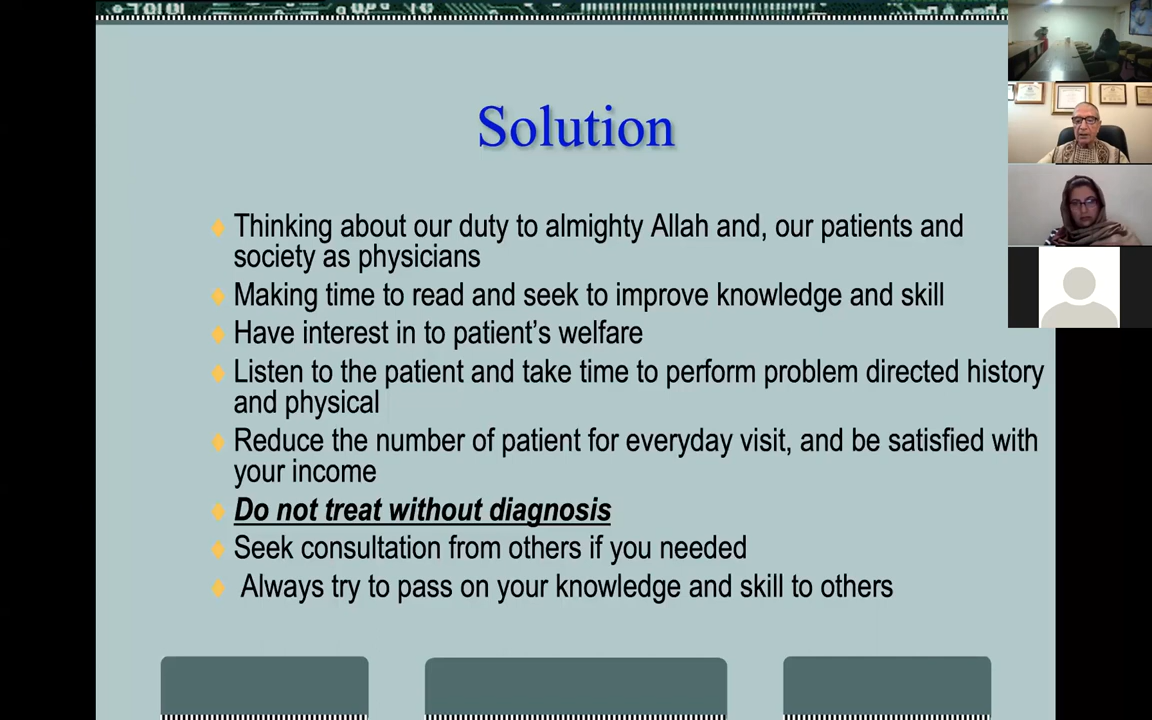 Solution
Thinking about our duty to almighty Allah and, our patients and
society as physicians
Making time to read and seek to improve knowledge and skill
Have interest in to patient's welfare
Listen to the patient and take time to perform problem directed history
and physical
Reduce the number of patient for everyday visit, and be satisfied with
your income
Do not treat without diagnosis
Seek consultation from others if you needed
Always try to pass on your knowledge and skill to others